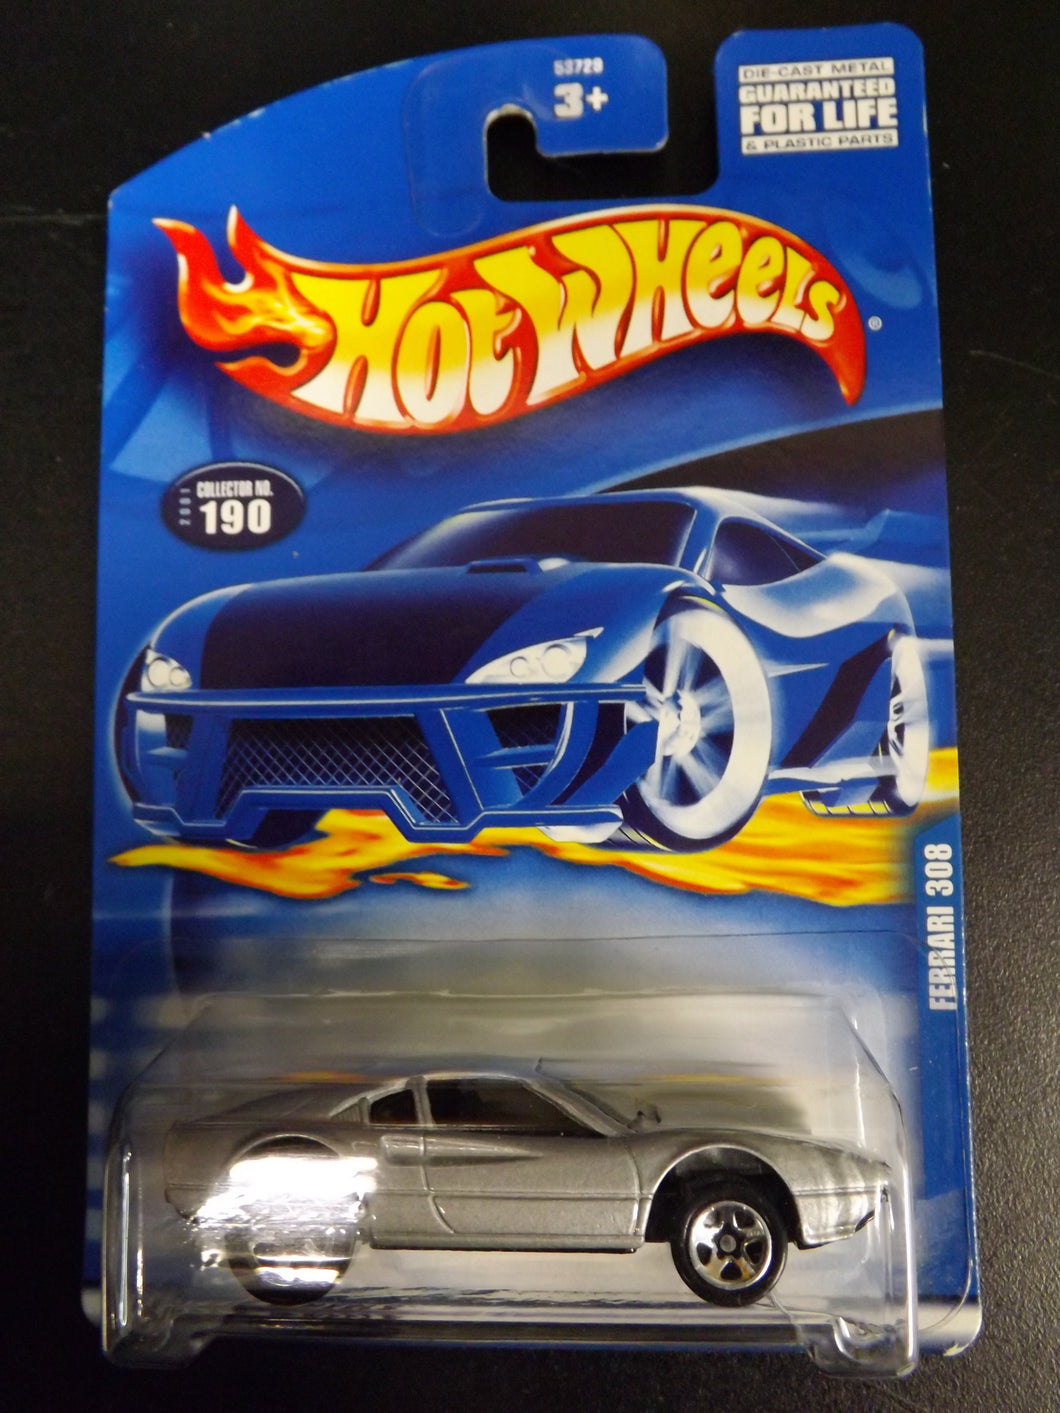 53729
3+
DIE-CAST METAL
GUARANTEED
FOR LIFE
& PLASTIC PARTS
HOT WHEELS ®
2001
COLLECTOR NO.
190
FERRARI 308